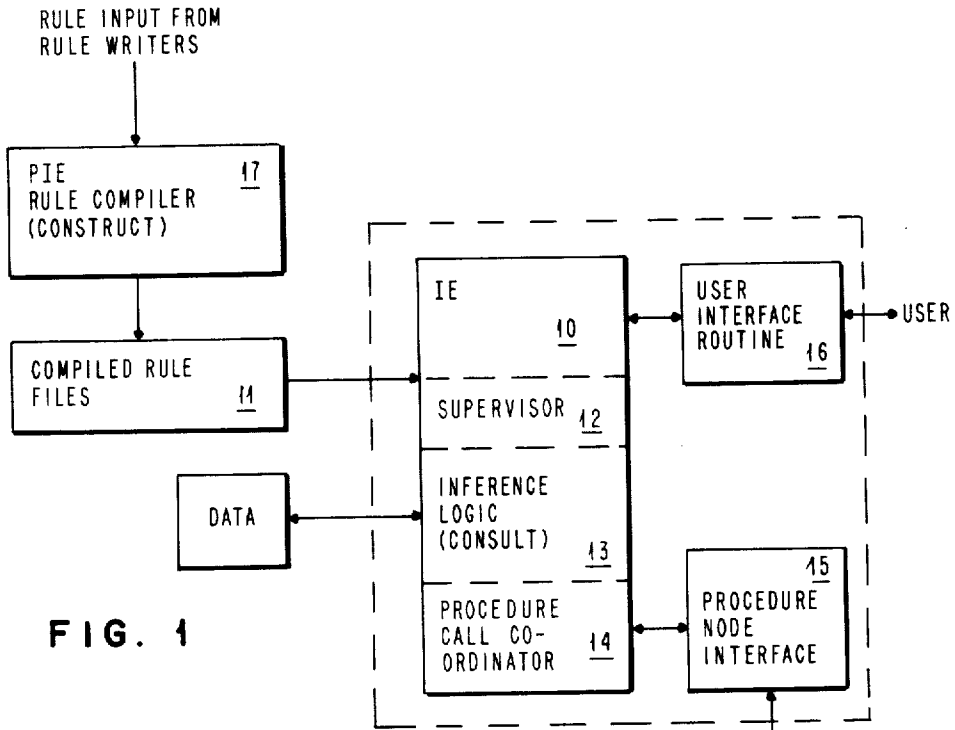 RULE INPUT FROM
RULE WRITERS
PIE 17
RULE COMPILER
(CONSTRUCT)
COMPILED RULE
FILES 11
DATA
IE
10
SUPERVISOR 12
INFERENCE
LOGIC
(CONSULT)
13
PROCEDURE
CALL CO-
ORDINATOR 14
USER
INTERFACE
ROUTINE
16
USER
15
PROCEDURE
NODE
INTERFACE
FIG. 1